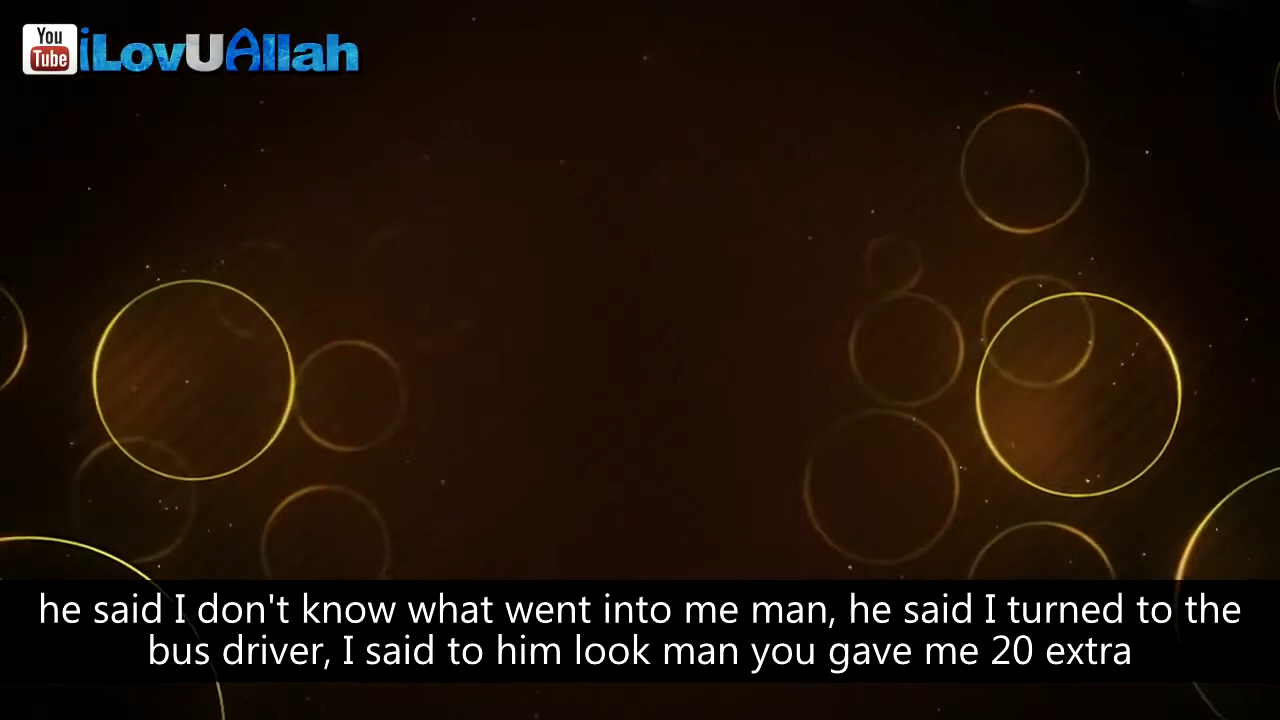 You
Tube
iLovUAllah
he said I don't know what went into me man, he said I turned to the
bus driver, I said to him look man you gave me 20 extra